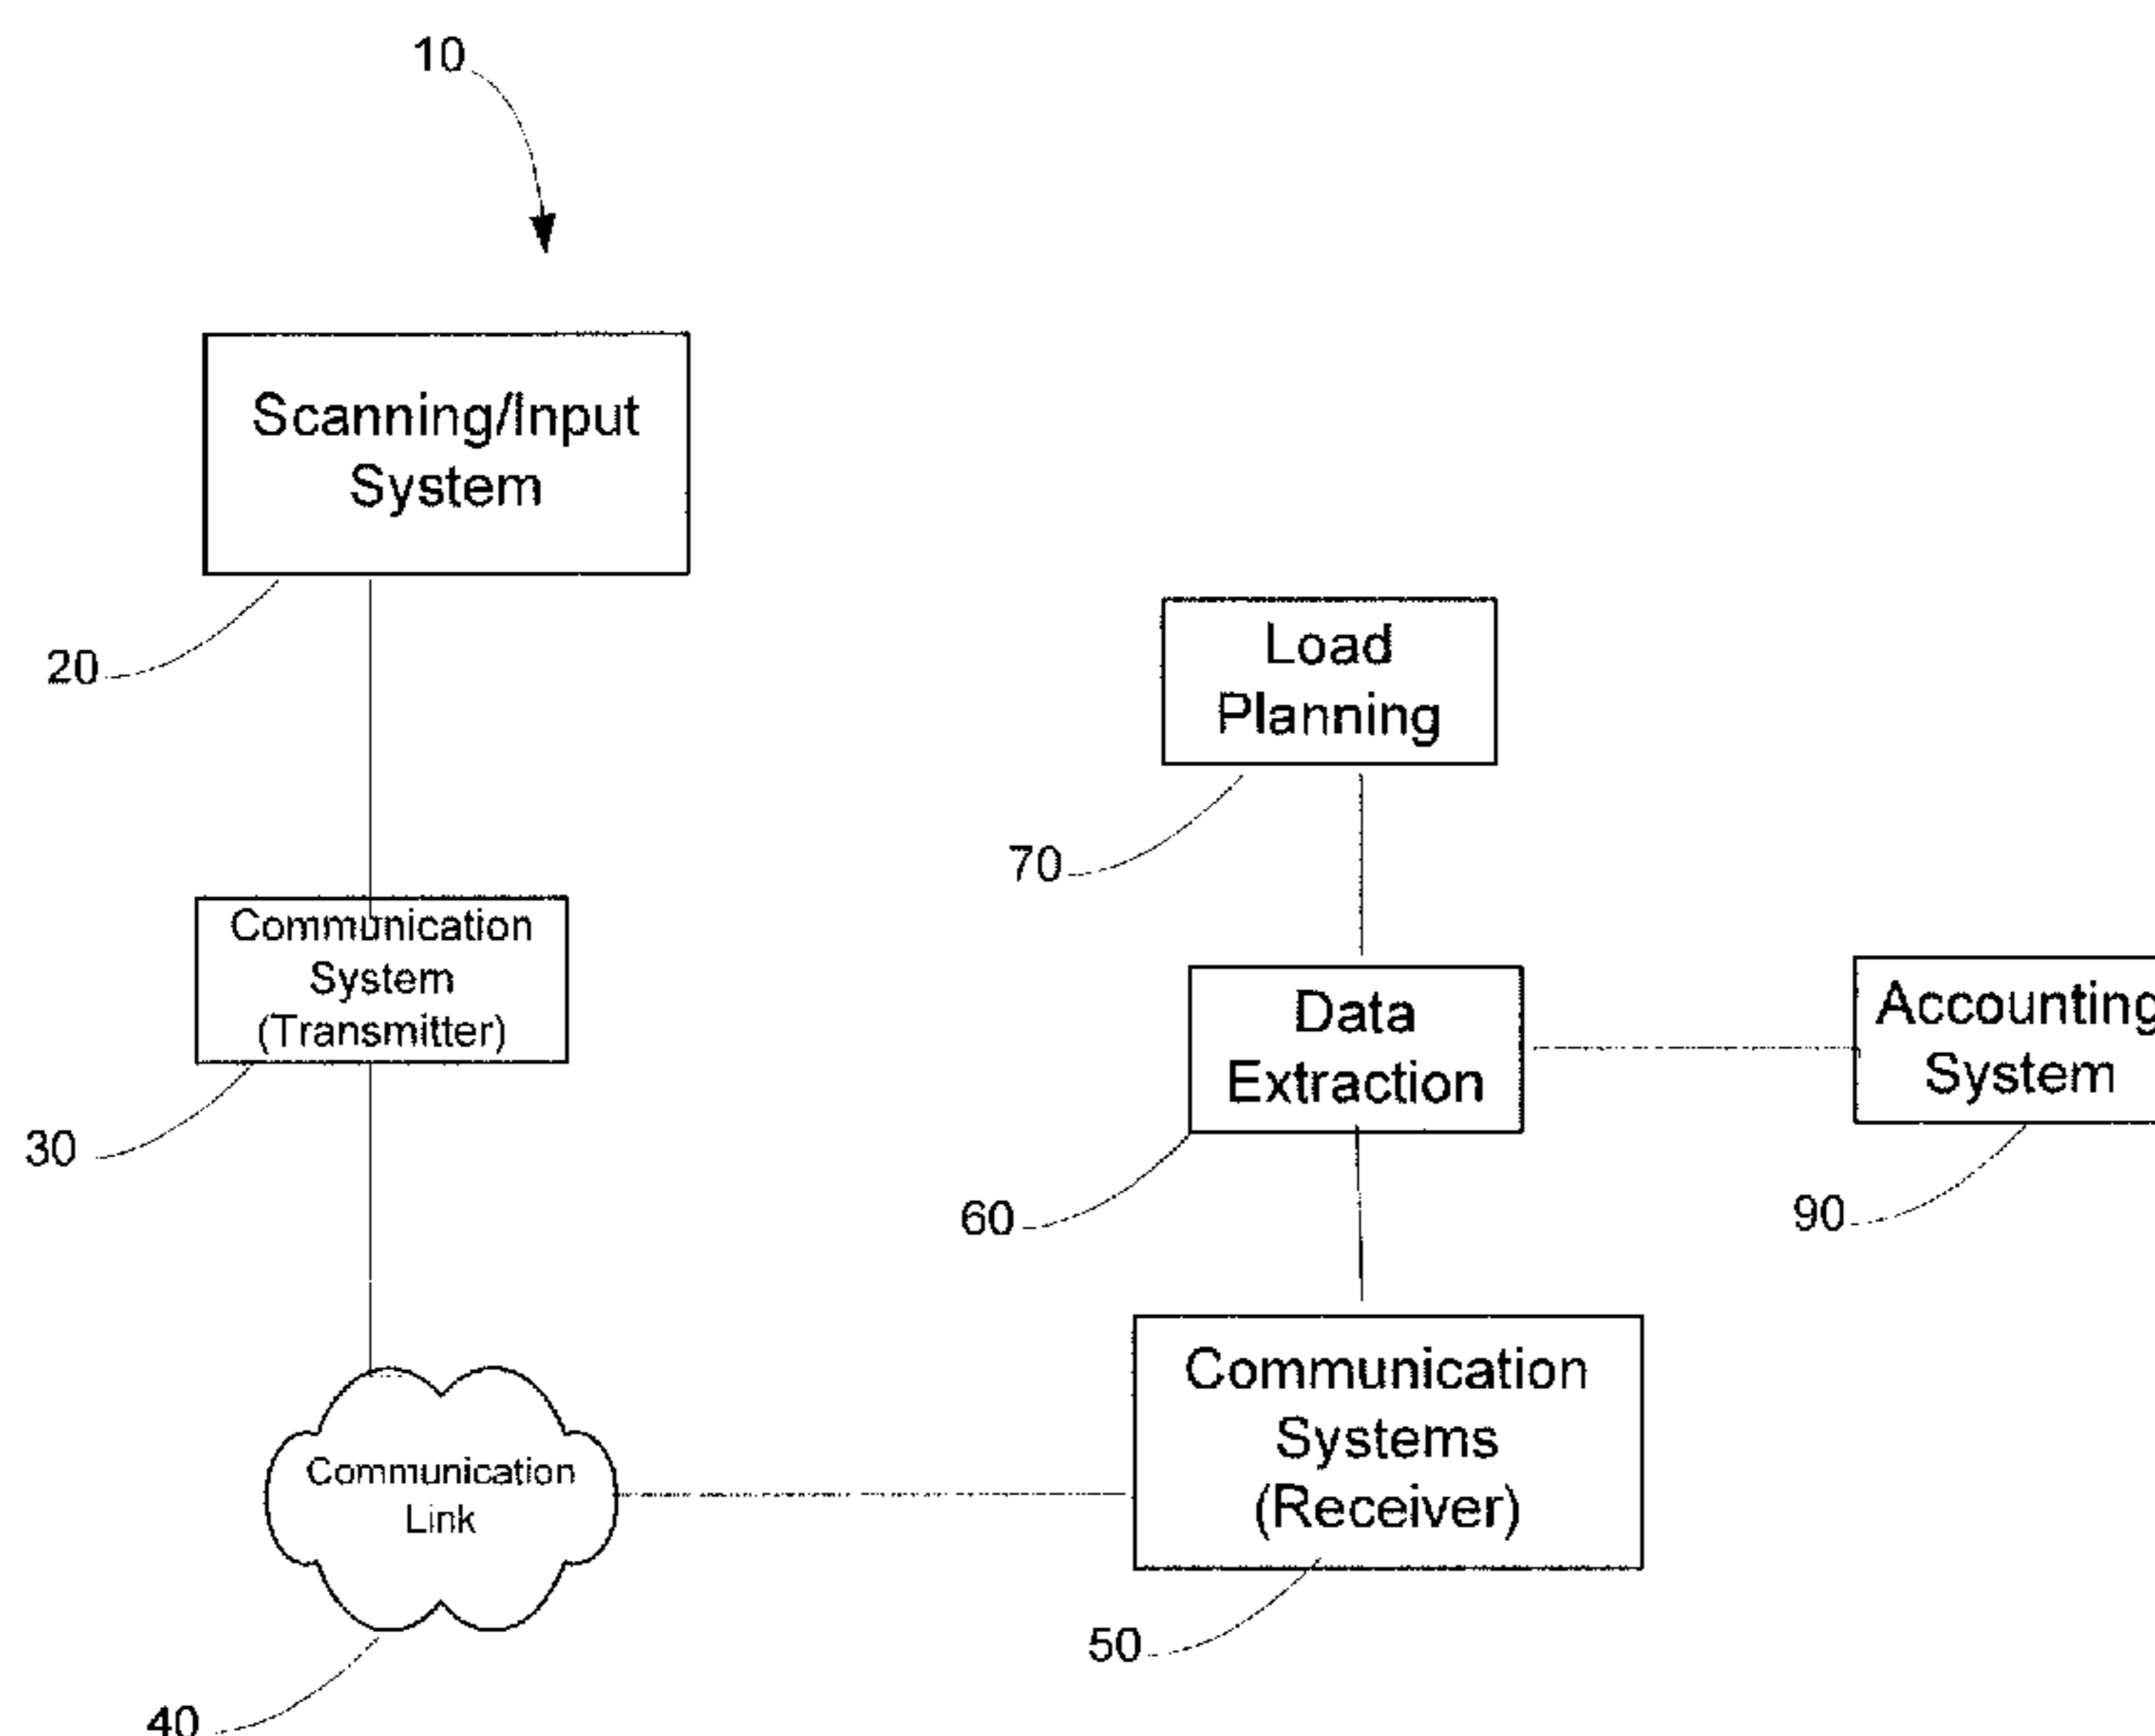 10
Scanning/Input
System
20
Load
Planning
70
Communication
System
(Transmitter)
30
Data
Extraction
60
Accounting
System
90
Communication
Link
40
Communication
Systems
(Receiver)
50